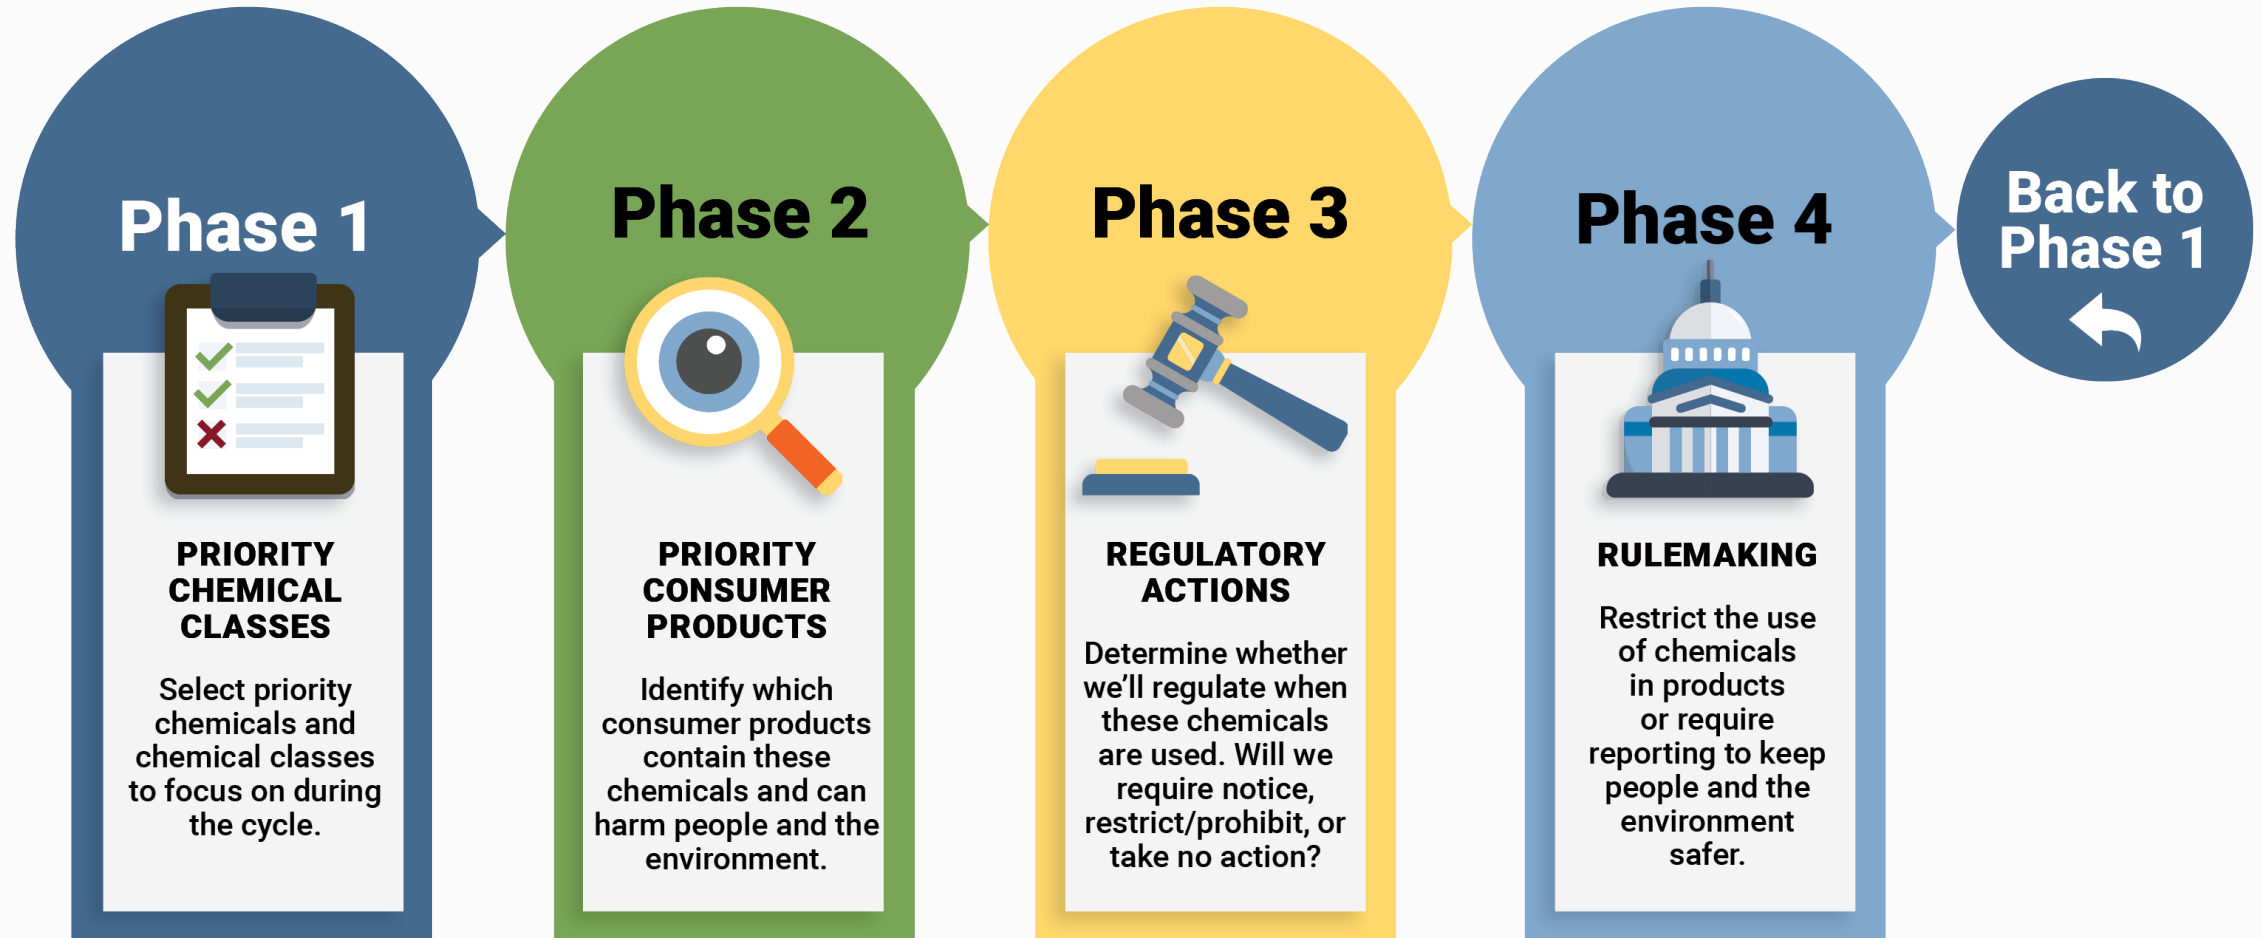 Phase 1
PRIORITY
CHEMICAL
CLASSES
Select priority
chemicals and
chemical classes
to focus on during
the cycle.
Phase 2
PRIORITY
CONSUMER
PRODUCTS
Identify which
consumer products
contain these
chemicals and can
harm people and the
environment.
Phase 3
REGULATORY
ACTIONS
Determine whether
we’ll regulate when
these chemicals
are used. Will we
require notice,
restrict/prohibit, or
take no action?
Phase 4
RULEMAKING
Restrict the use
of chemicals
in products
or require
reporting to keep
people and the
environment
safer.
Back to
Phase 1